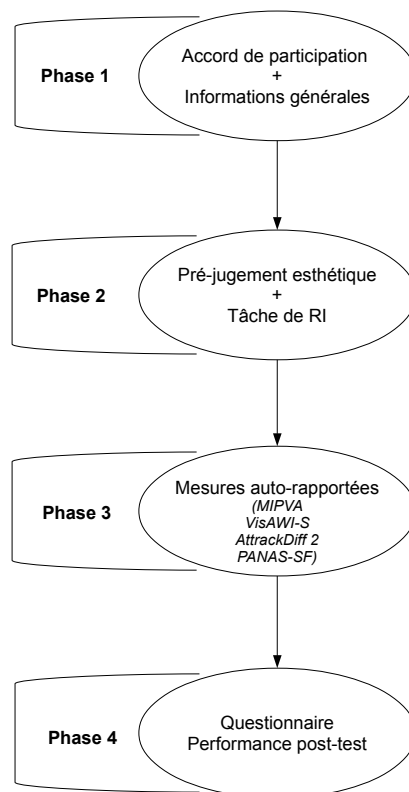 Phase 1
Accord de participation
+
Informations générales
Phase 2
Pré-jugement esthétique
+
Tâche de RI
Phase 3
Mesures auto-rapportées
(MIPVA
VisAWI-S
AttrackDiff 2
PANAS-SF)
Phase 4
Questionnaire
Performance post-test